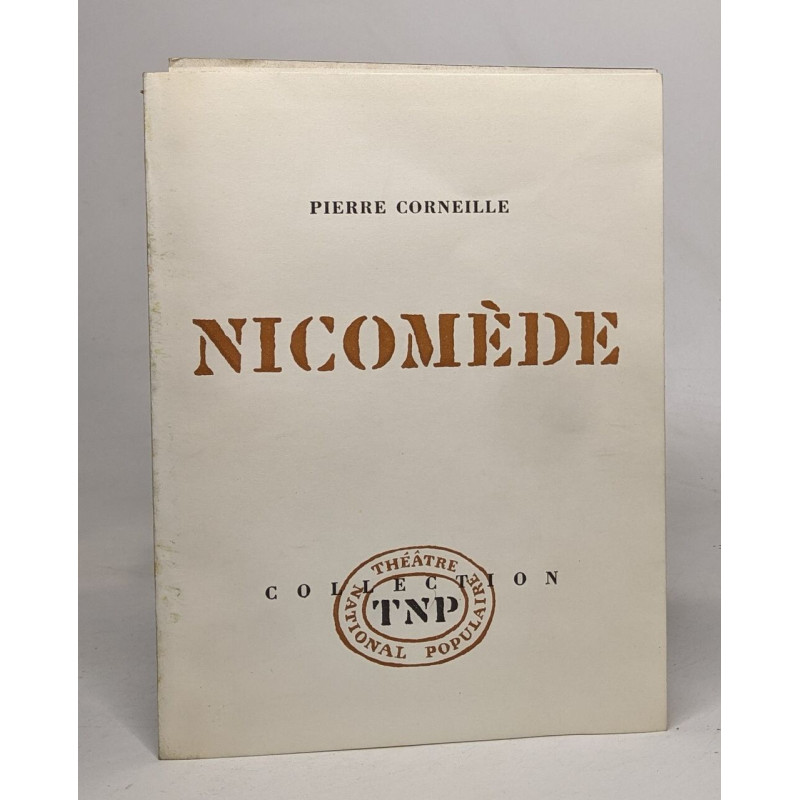 PIERRE CORNEILLE
NICOMÈDE
COLLECTION
THÉÂTRE
NATIONAL POPULAIRE
TNP